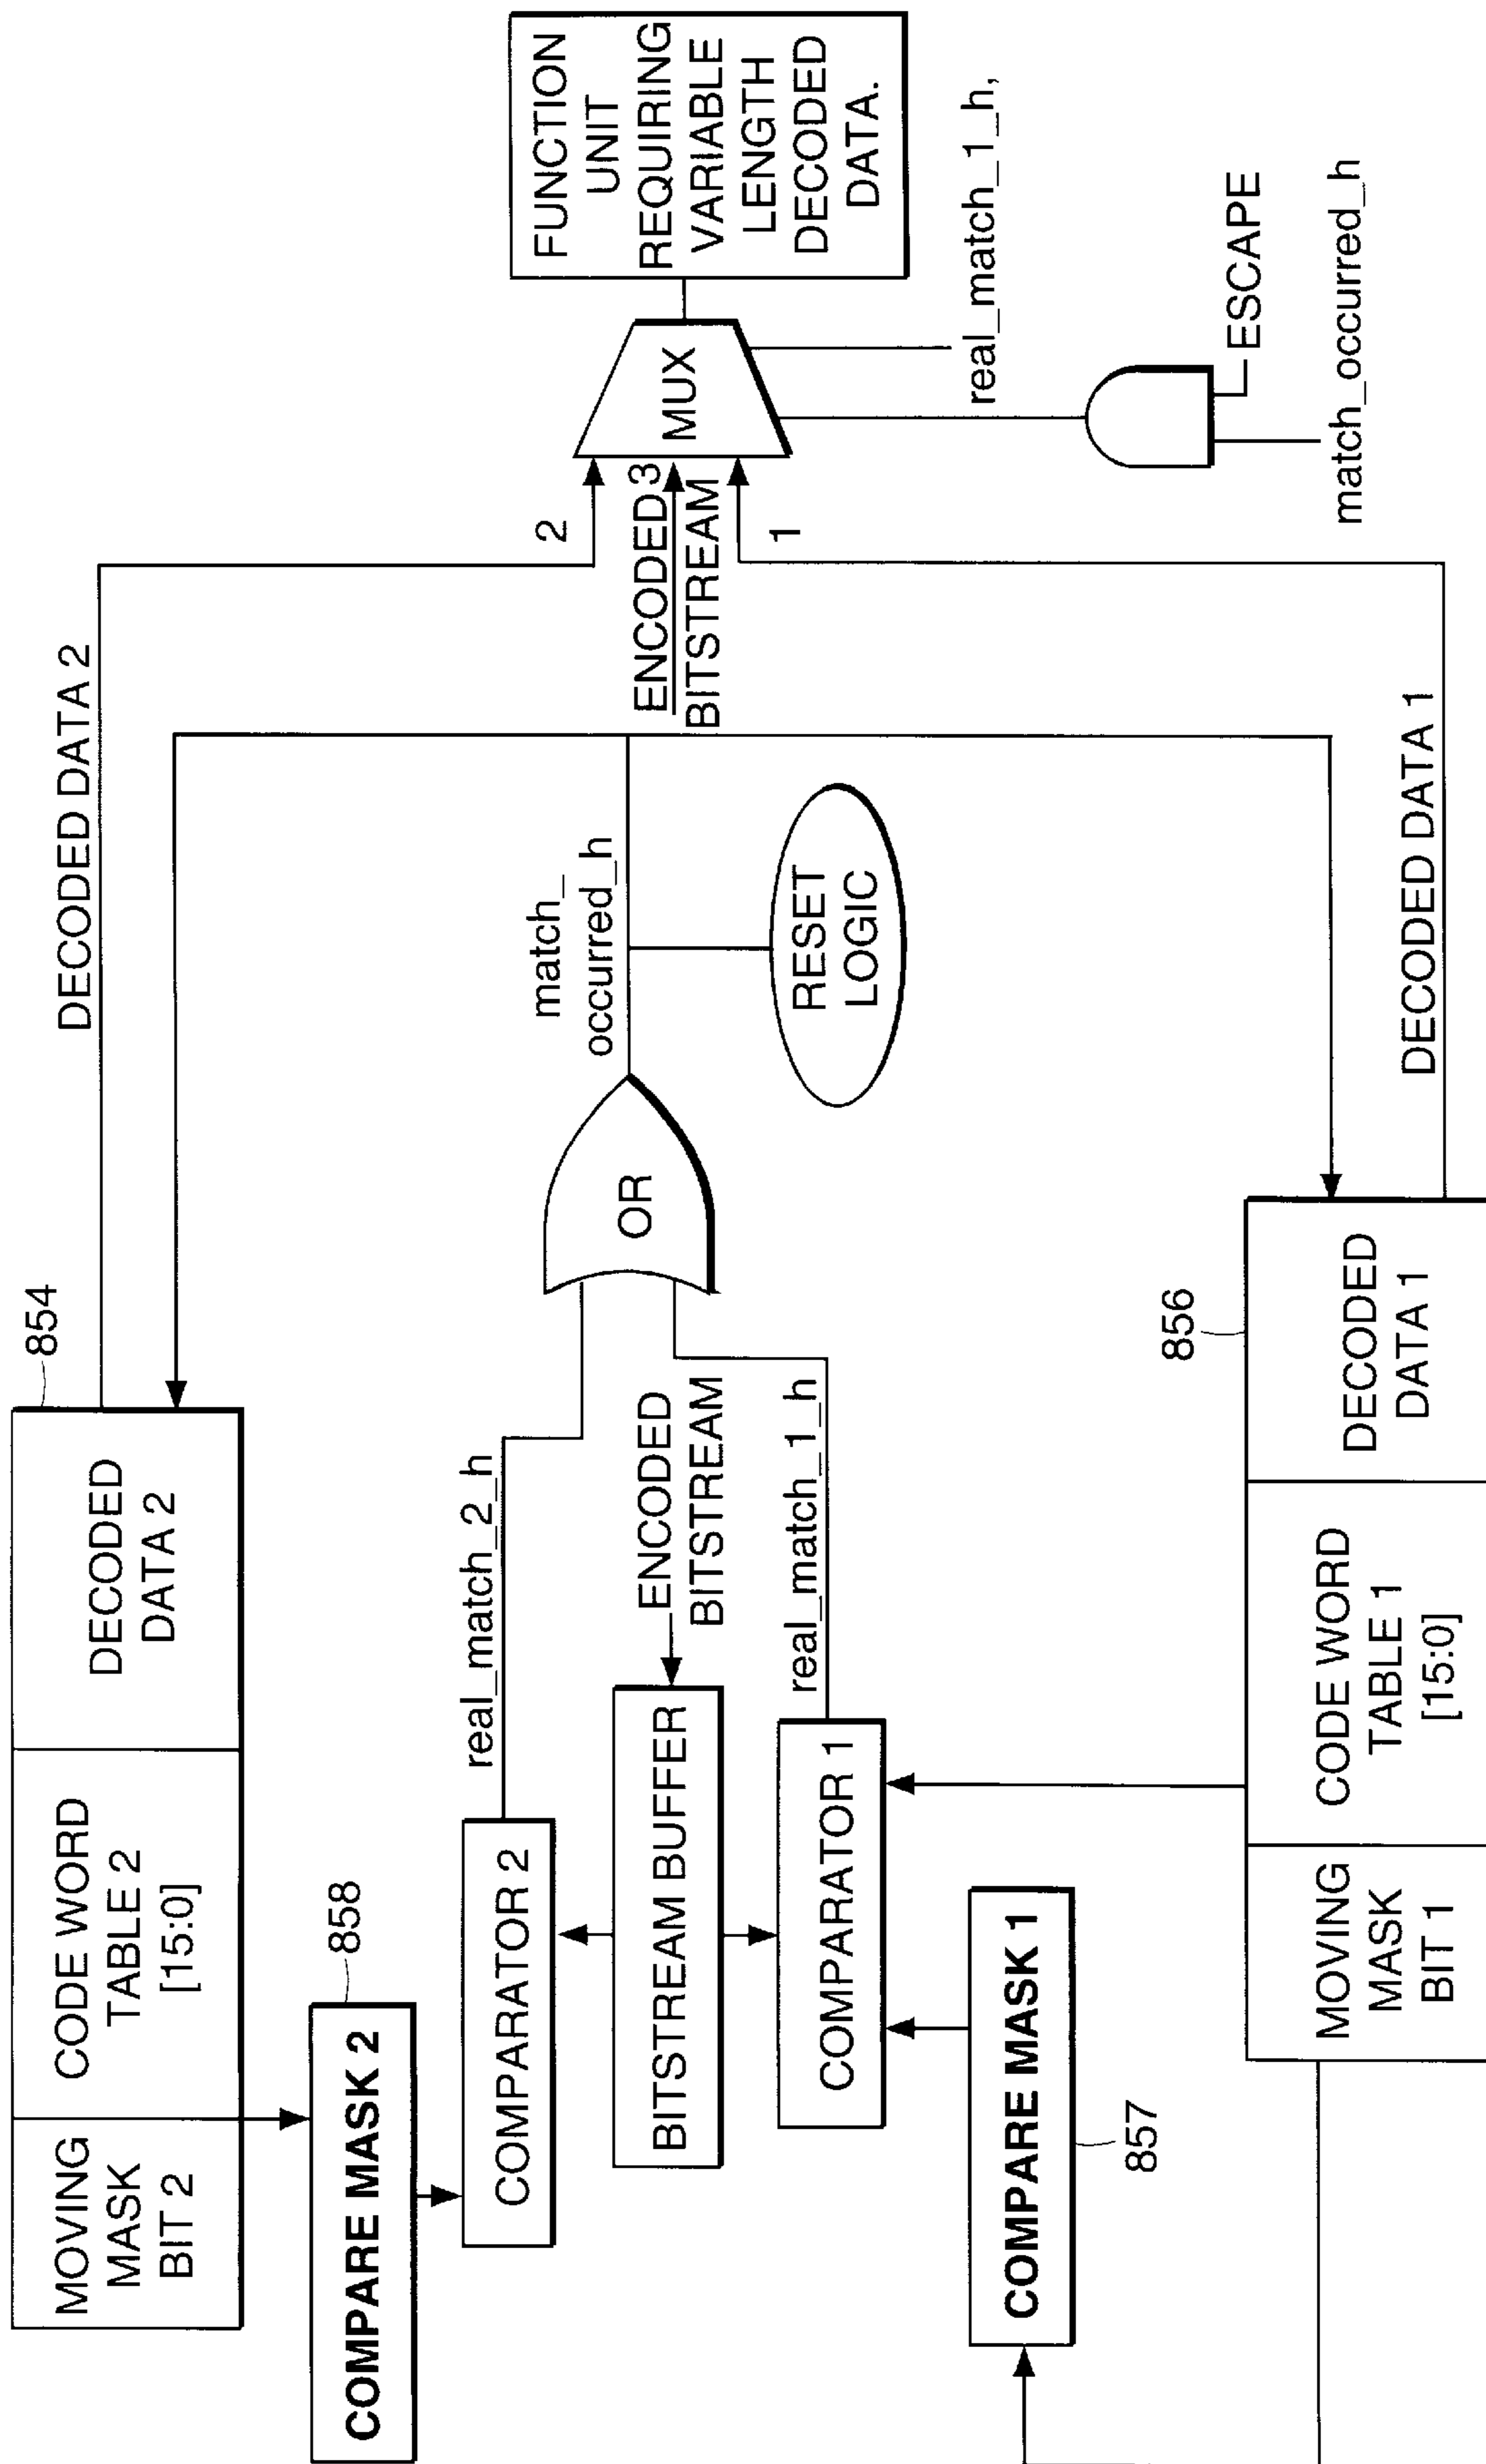 MOVING
MASK
BIT 2
CODE WORD
TABLE 2
[15:0]
DECODED
DATA 2
854
DECODED DATA 2
COMPARE MASK 2
858
COMPARATOR 2
real_match_2_h
BITSTREAM BUFFER
ENCODED
BITSTREAM
COMPARATOR 1
real_match_1_h
COMPARE MASK 1
857
OR
match_
occurred_h
RESET
LOGIC
2
ENCODED 3
BITSTREAM
1
MUX
FUNCTION
UNIT
REQUIRING
VARIABLE
LENGTH
DECODED
DATA.
real_match_1_h,
ESCAPE
match_occurred_h
MOVING
MASK
BIT 1
CODE WORD
TABLE 1
[15:0]
DECODED
DATA 1
856
DECODED DATA 1